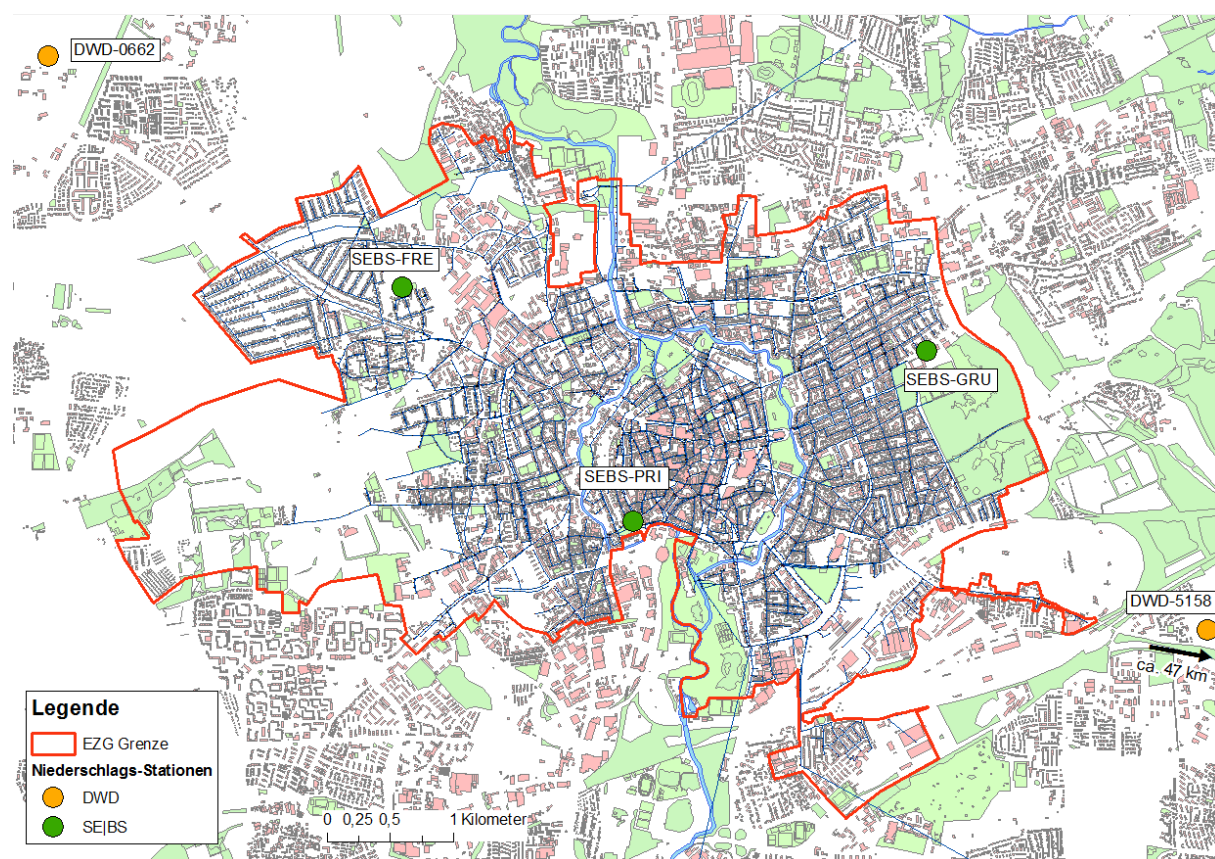 DWD-0662
SEBS-FRE
SEBS-GRU
SEBS-PRI
DWD-5158
ca. 47 km
Legende
EZG Grenze
Niederschlags-Stationen
DWD
SE|BS
0 0,25 0,5 1 Kilometer